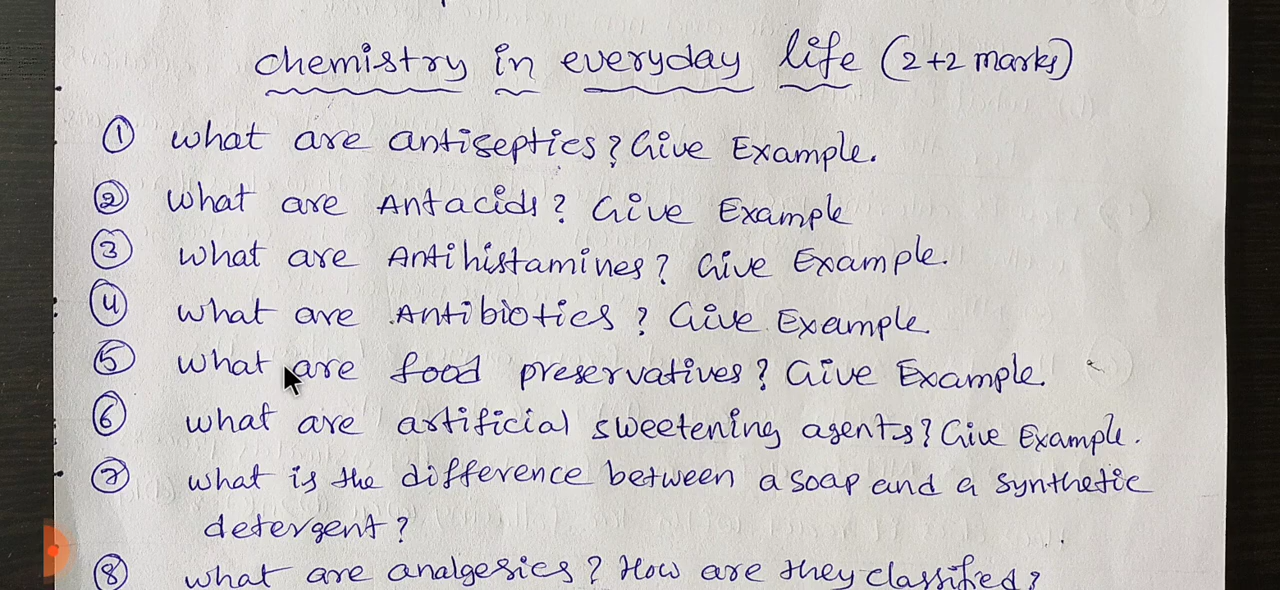 chemistry in everyday life (2+2 marks)
① what are antiseptics? Give Example.
② what are Antacids? Give Example
③ what are Antihistamines? Give Example.
④ what are Antibiotics? Give Example.
⑤ what are food preservatives? Give Example.
⑥ what are artificial sweetening agents? Give Example.
⑦ what is the difference between a soap and a synthetic
detergent?
⑧ what are analgesics? How are they classified?